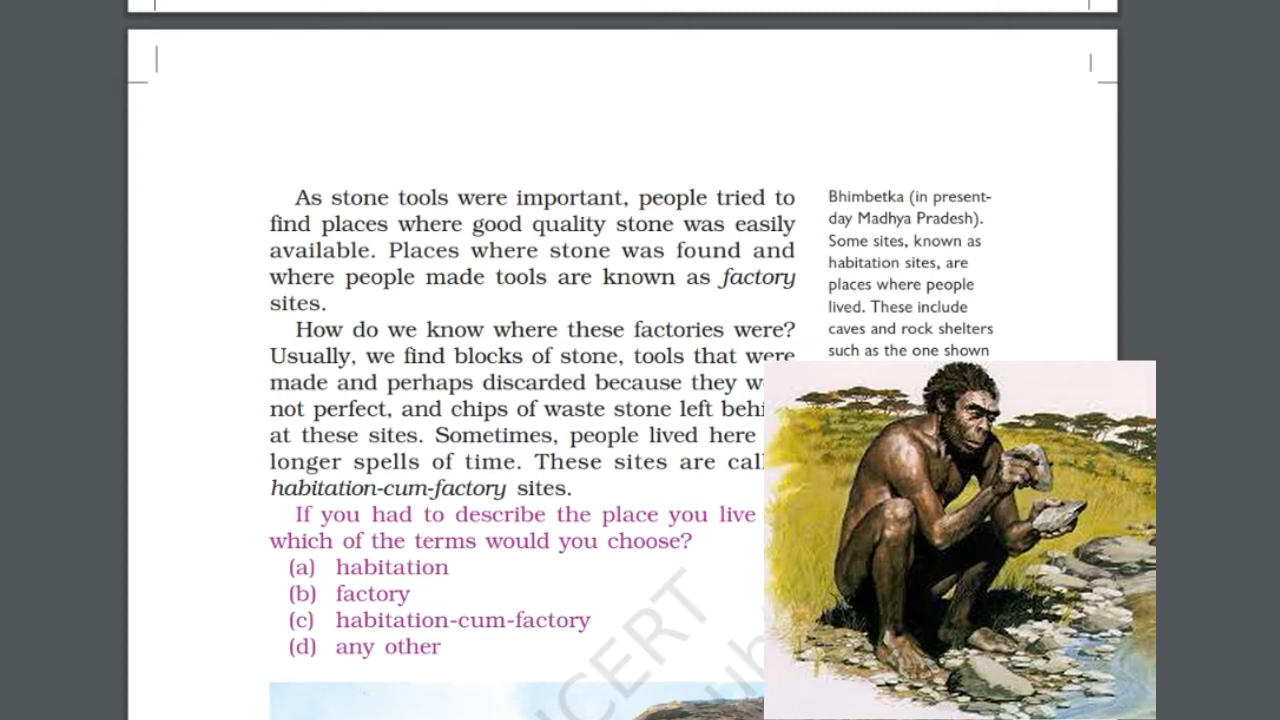 As stone tools were important, people tried to
find places where good quality stone was easily
available. Places where stone was found and
where people made tools are known as factory
sites.
How do we know where these factories were?
Usually, we find blocks of stone, tools that were
made and perhaps discarded because they
not perfect, and chips of waste stone left
at these sites. Sometimes, people lived here
longer spells of time. These sites are
habitation-cum-factory sites.
If you had to describe the place you live
which of the terms would you choose?
(a) habitation
(b) factory
(c) habitation-cum-factory
(d) any other
Bhimbetka (in present-
day Madhya Pradesh).
Some sites, known as
habitation sites, are
places where people
lived. These include
caves and rock shelters
such as the one shown